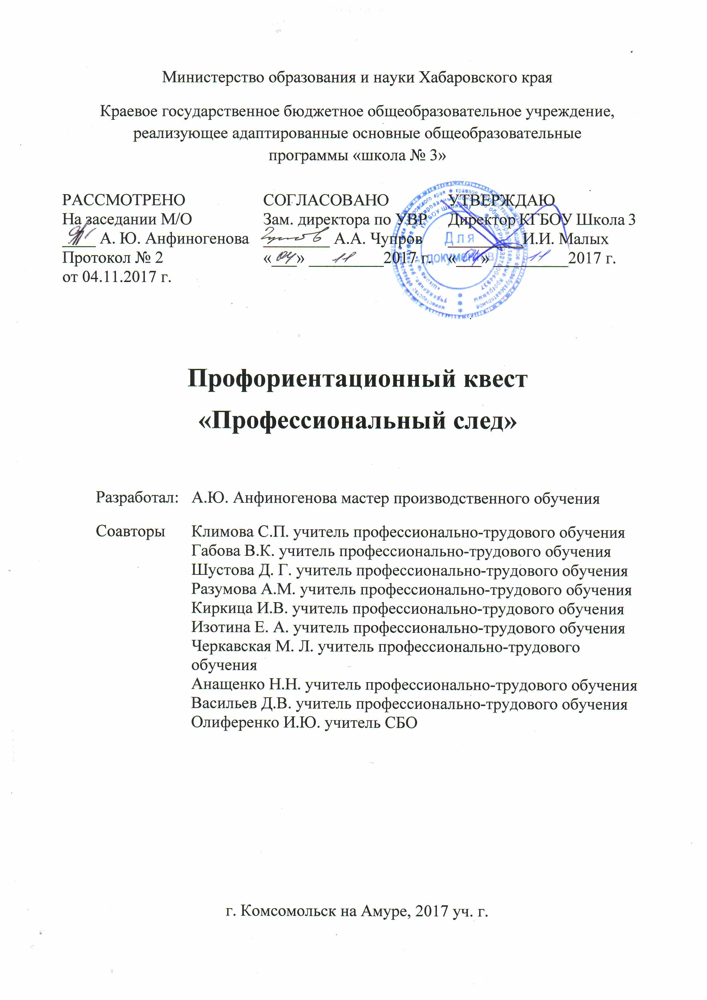 Министерство образования и науки Хабаровского края
Краевое государственное бюджетное общеобразовательное учреждение,
реализующее адаптированные основные общеобразовательные
программы «школа № 3»
РАССМОТРЕНО
На заседании М/О
____ А. Ю. Анфиногенова
Протокол № 2
от 04.11.2017 г.
СОГЛАСОВАНО
Зам. директора по УВР
________ А.А. Чупров
«04» 11 2017 г.
УТВЕРЖДАЮ
Директор КГБОУ Школа 3
_________И.И. Малых
«04» 11 2017 г.
Для
документов
Профориентационный квест
«Профессиональный след»
Разработал: А.Ю. Анфиногенова мастер производственного обучения
Соавторы Климова С.П. учитель профессионально-трудового обучения
Габова В.К. учитель профессионально-трудового обучения
Шустова Д. Г. учитель профессионально-трудового обучения
Разумова А.М. учитель профессионально-трудового обучения
Киркица И.В. учитель профессионально-трудового обучения
Изотина Е. А. учитель профессионально-трудового обучения
Черкавская М. Л. учитель профессионально-трудового
обучения
Анащенко Н.Н. учитель профессионально-трудового обучения
Васильев Д.В. учитель профессионально-трудового обучения
Олиференко И.Ю. учитель СБО
г. Комсомольск на Амуре, 2017 уч. г.